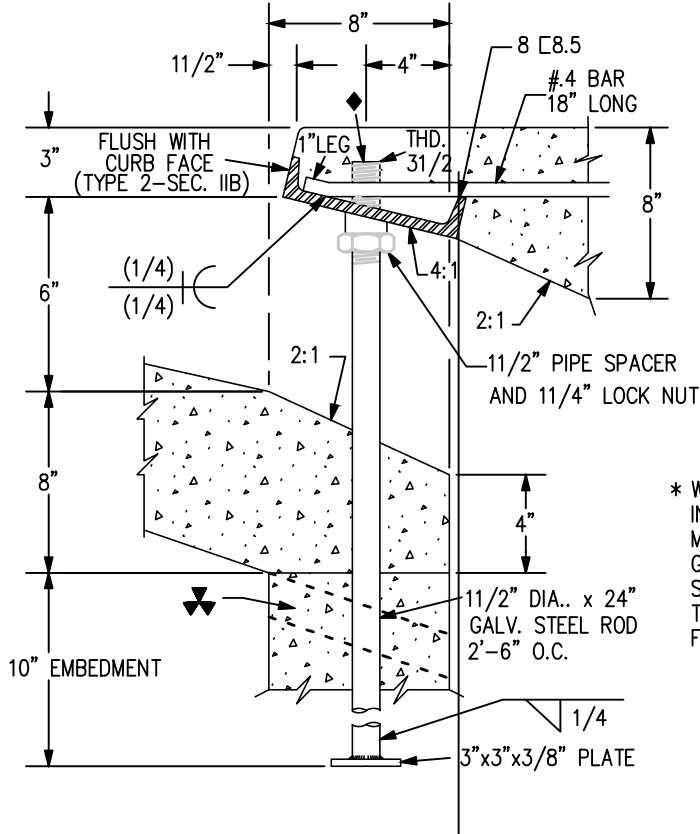 8"
11/2"
4"
8 [8.5
#.4 BAR
18" LONG
3"
FLUSH WITH
CURB FACE
(TYPE 2-SEC. IIB)
1"LEG
THD.
31/2
8"
6"
(1/4)
(1/4)
4:1
2:1
2:1
11/2" PIPE SPACER
AND 11/4" LOCK NUT
8"
4"
* W
IN
M
G
S
T
F
11/2" DIA.. x 24"
GALV. STEEL ROD
2'-6" O.C.
10" EMBEDMENT
1/4
3"x3"x3/8" PLATE